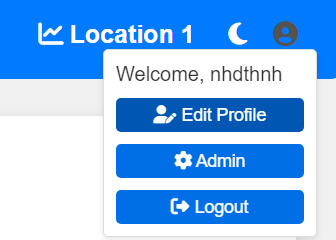 Location 1
Welcome, nhdthnh
Edit Profile
Admin
Logout